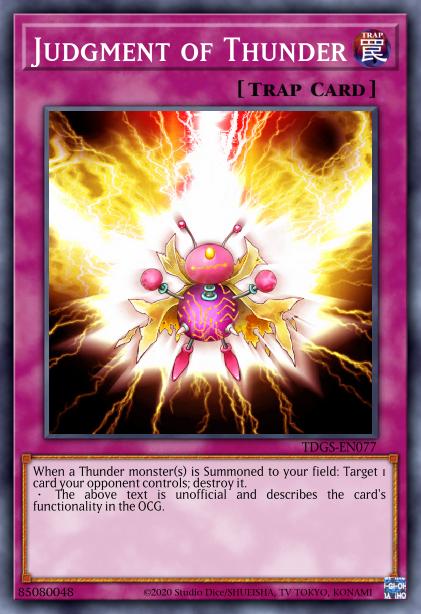 Judgment of Thunder
TRAP
罠
[Trap Card]
TDGS-EN077
When a Thunder monster(s) is Summoned to your field: Target 1
card your opponent controls; destroy it.
· The above text is unofficial and describes the card's
functionality in the OCG.
85080048 ©2020 Studio Dice/SHUEISHA, TV TOKYO, KONAMI